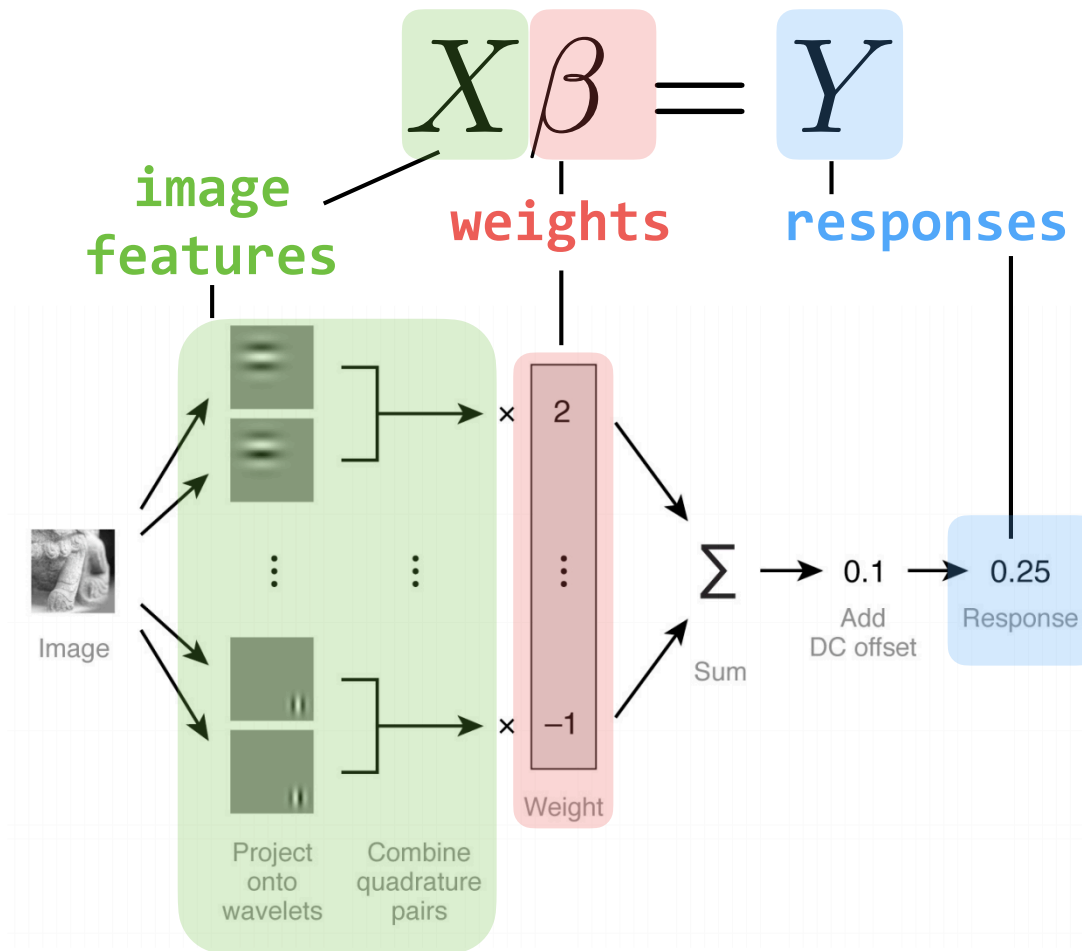 Xβ = Y
image
features
weights
responses
× 2
⋮ ⋮ ⋮
Σ
0.1
0.25
Image
Add
DC offset
Response
Sum
× −1
Weight
Project
onto
wavelets
Combine
quadrature
pairs